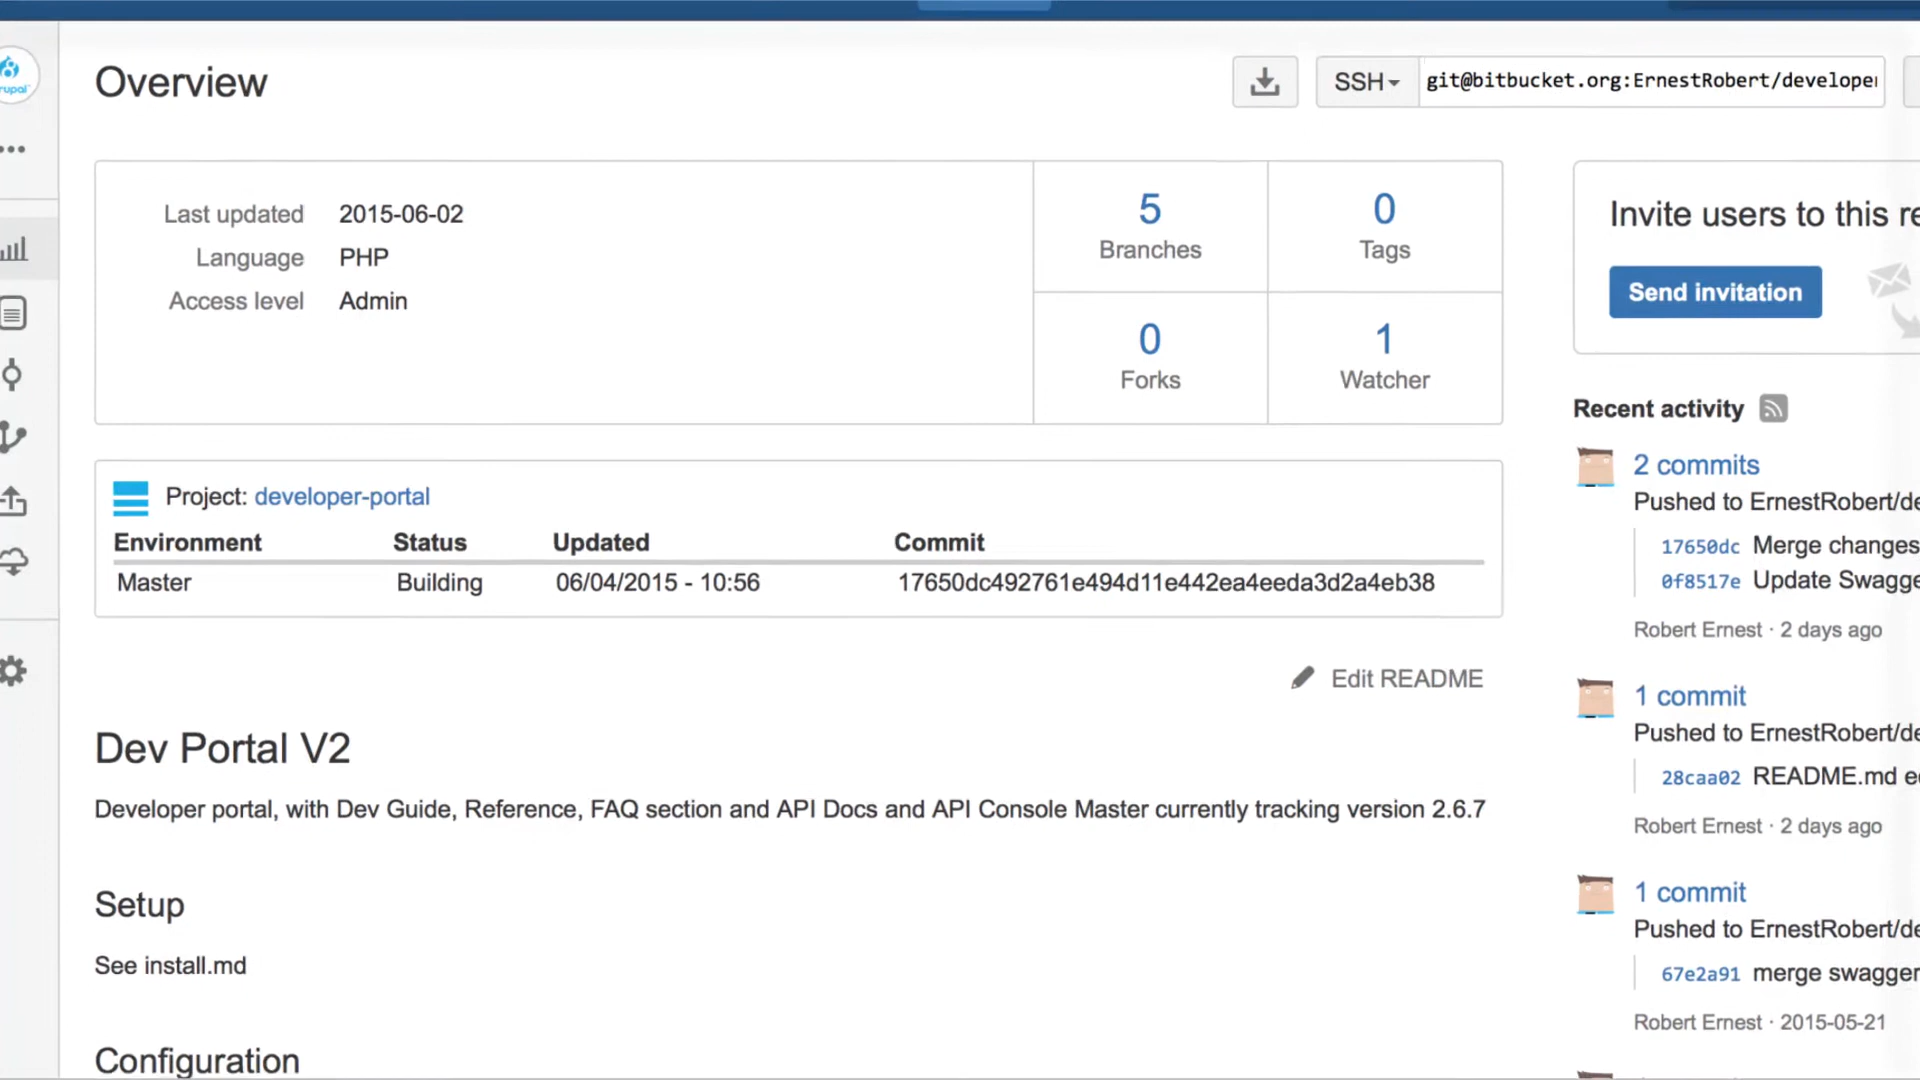 Overview
SSH
git@bitbucket.org:ErnestRobert/developer
Last updated 2015-06-02
Language PHP
Access level Admin
5
Branches
0
Tags
0
Forks
1
Watcher
Project: developer-portal
Environment Status Updated Commit
Master Building 06/04/2015 - 10:56 17650dc492761e494d11e442ea4eeda3d2a4eb38
Edit README
Dev Portal V2
Developer portal, with Dev Guide, Reference, FAQ section and API Docs and API Console Master currently tracking version 2.6.7
Setup
See install.md
Configuration
Invite users to this re
Send invitation
Recent activity
2 commits
Pushed to ErnestRobert/de
17650dc Merge changes
0f8517e Update Swagge
Robert Ernest · 2 days ago
1 commit
Pushed to ErnestRobert/de
28caa02 README.md e
Robert Ernest · 2 days ago
1 commit
Pushed to ErnestRobert/de
67e2a91 merge swagger
Robert Ernest · 2015-05-21